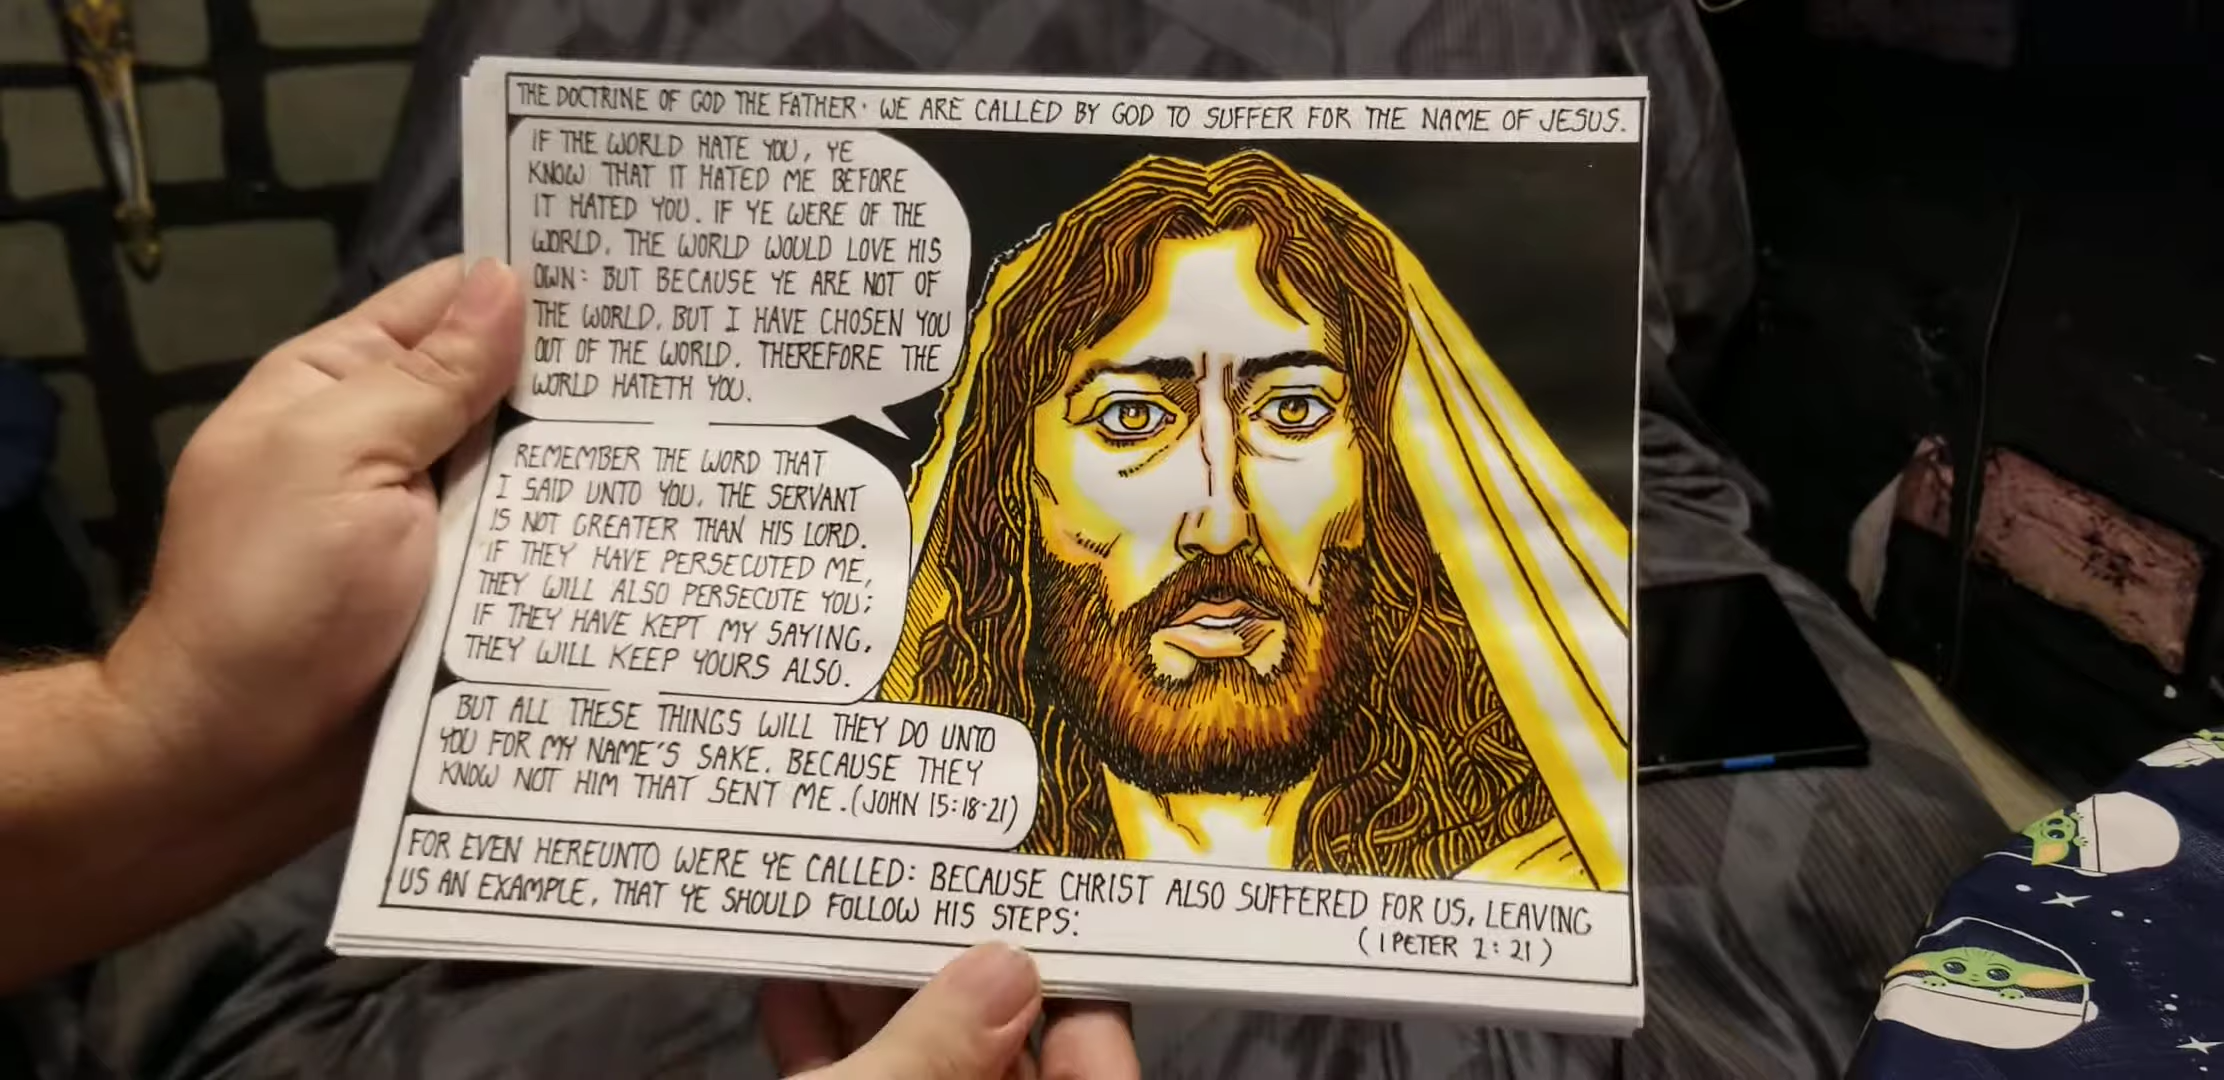 THE DOCTRINE OF GOD THE FATHER · WE ARE CALLED BY GOD TO SUFFER FOR THE NAME OF JESUS.
IF THE WORLD HATE YOU, YE
KNOW THAT IT HATED ME BEFORE
IT HATED YOU. IF YE WERE OF THE
WORLD, THE WORLD WOULD LOVE HIS
OWN: BUT BECAUSE YE ARE NOT OF
THE WORLD, BUT I HAVE CHOSEN YOU
OUT OF THE WORLD, THEREFORE THE
WORLD HATETH YOU.
REMEMBER THE WORD THAT
I SAID UNTO YOU, THE SERVANT
IS NOT GREATER THAN HIS LORD.
IF THEY HAVE PERSECUTED ME,
THEY WILL ALSO PERSECUTE YOU;
IF THEY HAVE KEPT MY SAYING,
THEY WILL KEEP YOURS ALSO.
BUT ALL THESE THINGS WILL THEY DO UNTO
YOU FOR MY NAME'S SAKE, BECAUSE THEY
KNOW NOT HIM THAT SENT ME. (JOHN 15:18-21)
FOR EVEN HEREUNTO WERE YE CALLED: BECAUSE CHRIST ALSO SUFFERED FOR US, LEAVING
US AN EXAMPLE, THAT YE SHOULD FOLLOW HIS STEPS:
(1 PETER 2:21)